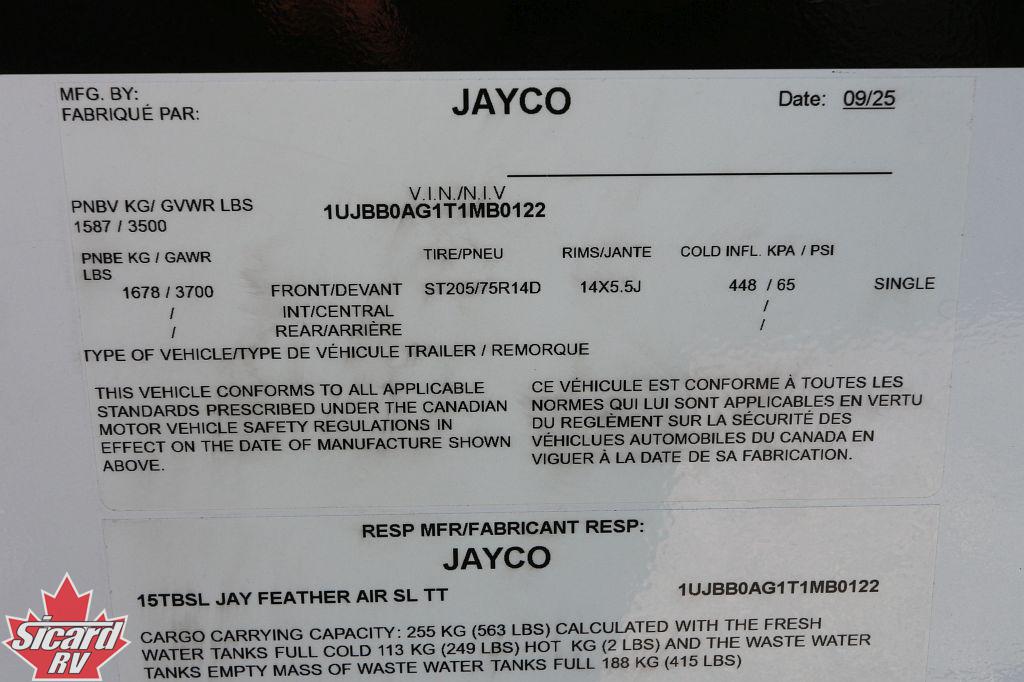 MFG. BY:
FABRIQUÉ PAR:
JAYCO
Date: 09/25
V.I.N./N.I.V
PNBV KG/ GVWR LBS
1UJBB0AG1T1MB0122
1587 / 3500
PNBE KG / GAWR LBS
TIRE/PNEU RIMS/JANTE COLD INFL. KPA / PSI
1678 / 3700 FRONT/DEVANT ST205/75R14D 14X5.5J 448 / 65 SINGLE
/ INT/CENTRAL /
/ REAR/ARRIÈRE /
TYPE OF VEHICLE/TYPE DE VÉHICULE TRAILER / REMORQUE
THIS VEHICLE CONFORMS TO ALL APPLICABLE
STANDARDS PRESCRIBED UNDER THE CANADIAN
MOTOR VEHICLE SAFETY REGULATIONS IN
EFFECT ON THE DATE OF MANUFACTURE SHOWN
ABOVE.
CE VÉHICULE EST CONFORME À TOUTES LES
NORMES QUI LUI SONT APPLICABLES EN VERTU
DU REGLÈMENT SUR LA SÉCURITÉ DES
VÉHICLUES AUTOMOBILES DU CANADA EN
VIGUER À LA DATE DE SA FABRICATION.
RESP MFR/FABRICANT RESP:
JAYCO
15TBSL JAY FEATHER AIR SL TT 1UJBB0AG1T1MB0122
CARGO CARRYING CAPACITY: 255 KG (563 LBS) CALCULATED WITH THE FRESH
WATER TANKS FULL COLD 113 KG (249 LBS) HOT KG (2 LBS) AND THE WASTE WATER
TANKS EMPTY MASS OF WASTE WATER TANKS FULL 188 KG (415 LBS)
Sicard
RV